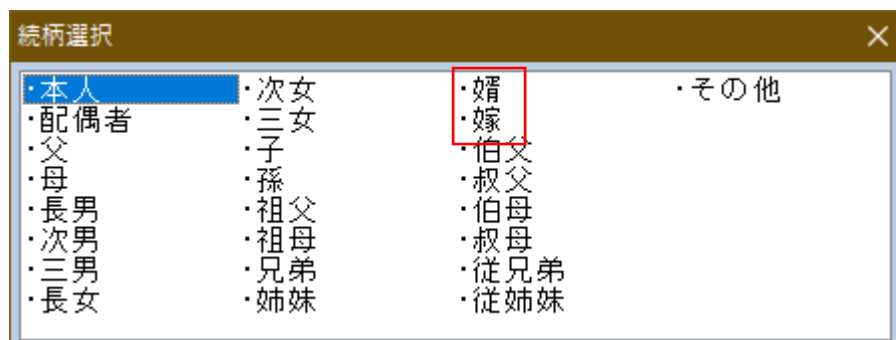 続柄選択
・本人
・配偶者
・父
・母
・長男
・次男
・三男
・長女
・次女
・三女
・子
・孫
・祖父
・祖母
・兄弟
・姉妹
・婿
・嫁
・伯父
・叔父
・伯母
・叔母
・従兄弟
・従姉妹
・その他